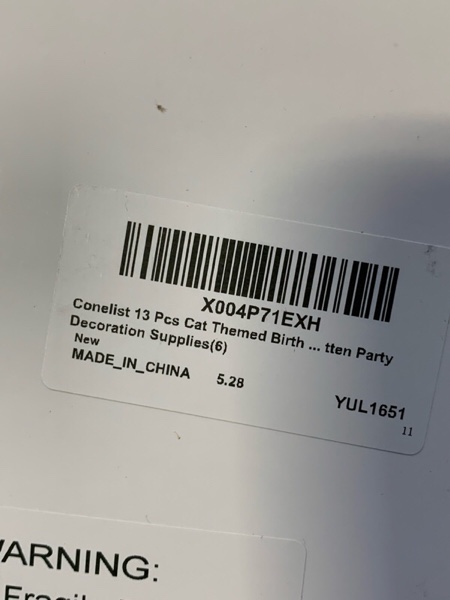 X004P71EXH
Conelist 13 Pcs Cat Themed Birth ... tten Party
Decoration Supplies(6)
New
MADE_IN_CHINA 5.28
YUL1651
11
WARNING: